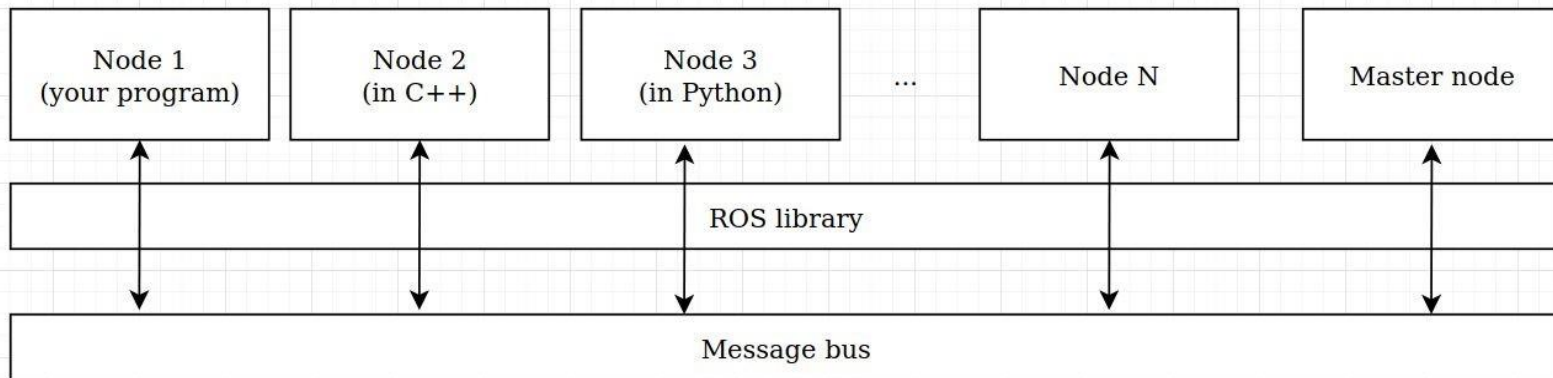 Node 1
(your program)
Node 2
(in C++)
Node 3
(in Python)
...
Node N
Master node
ROS library
Message bus